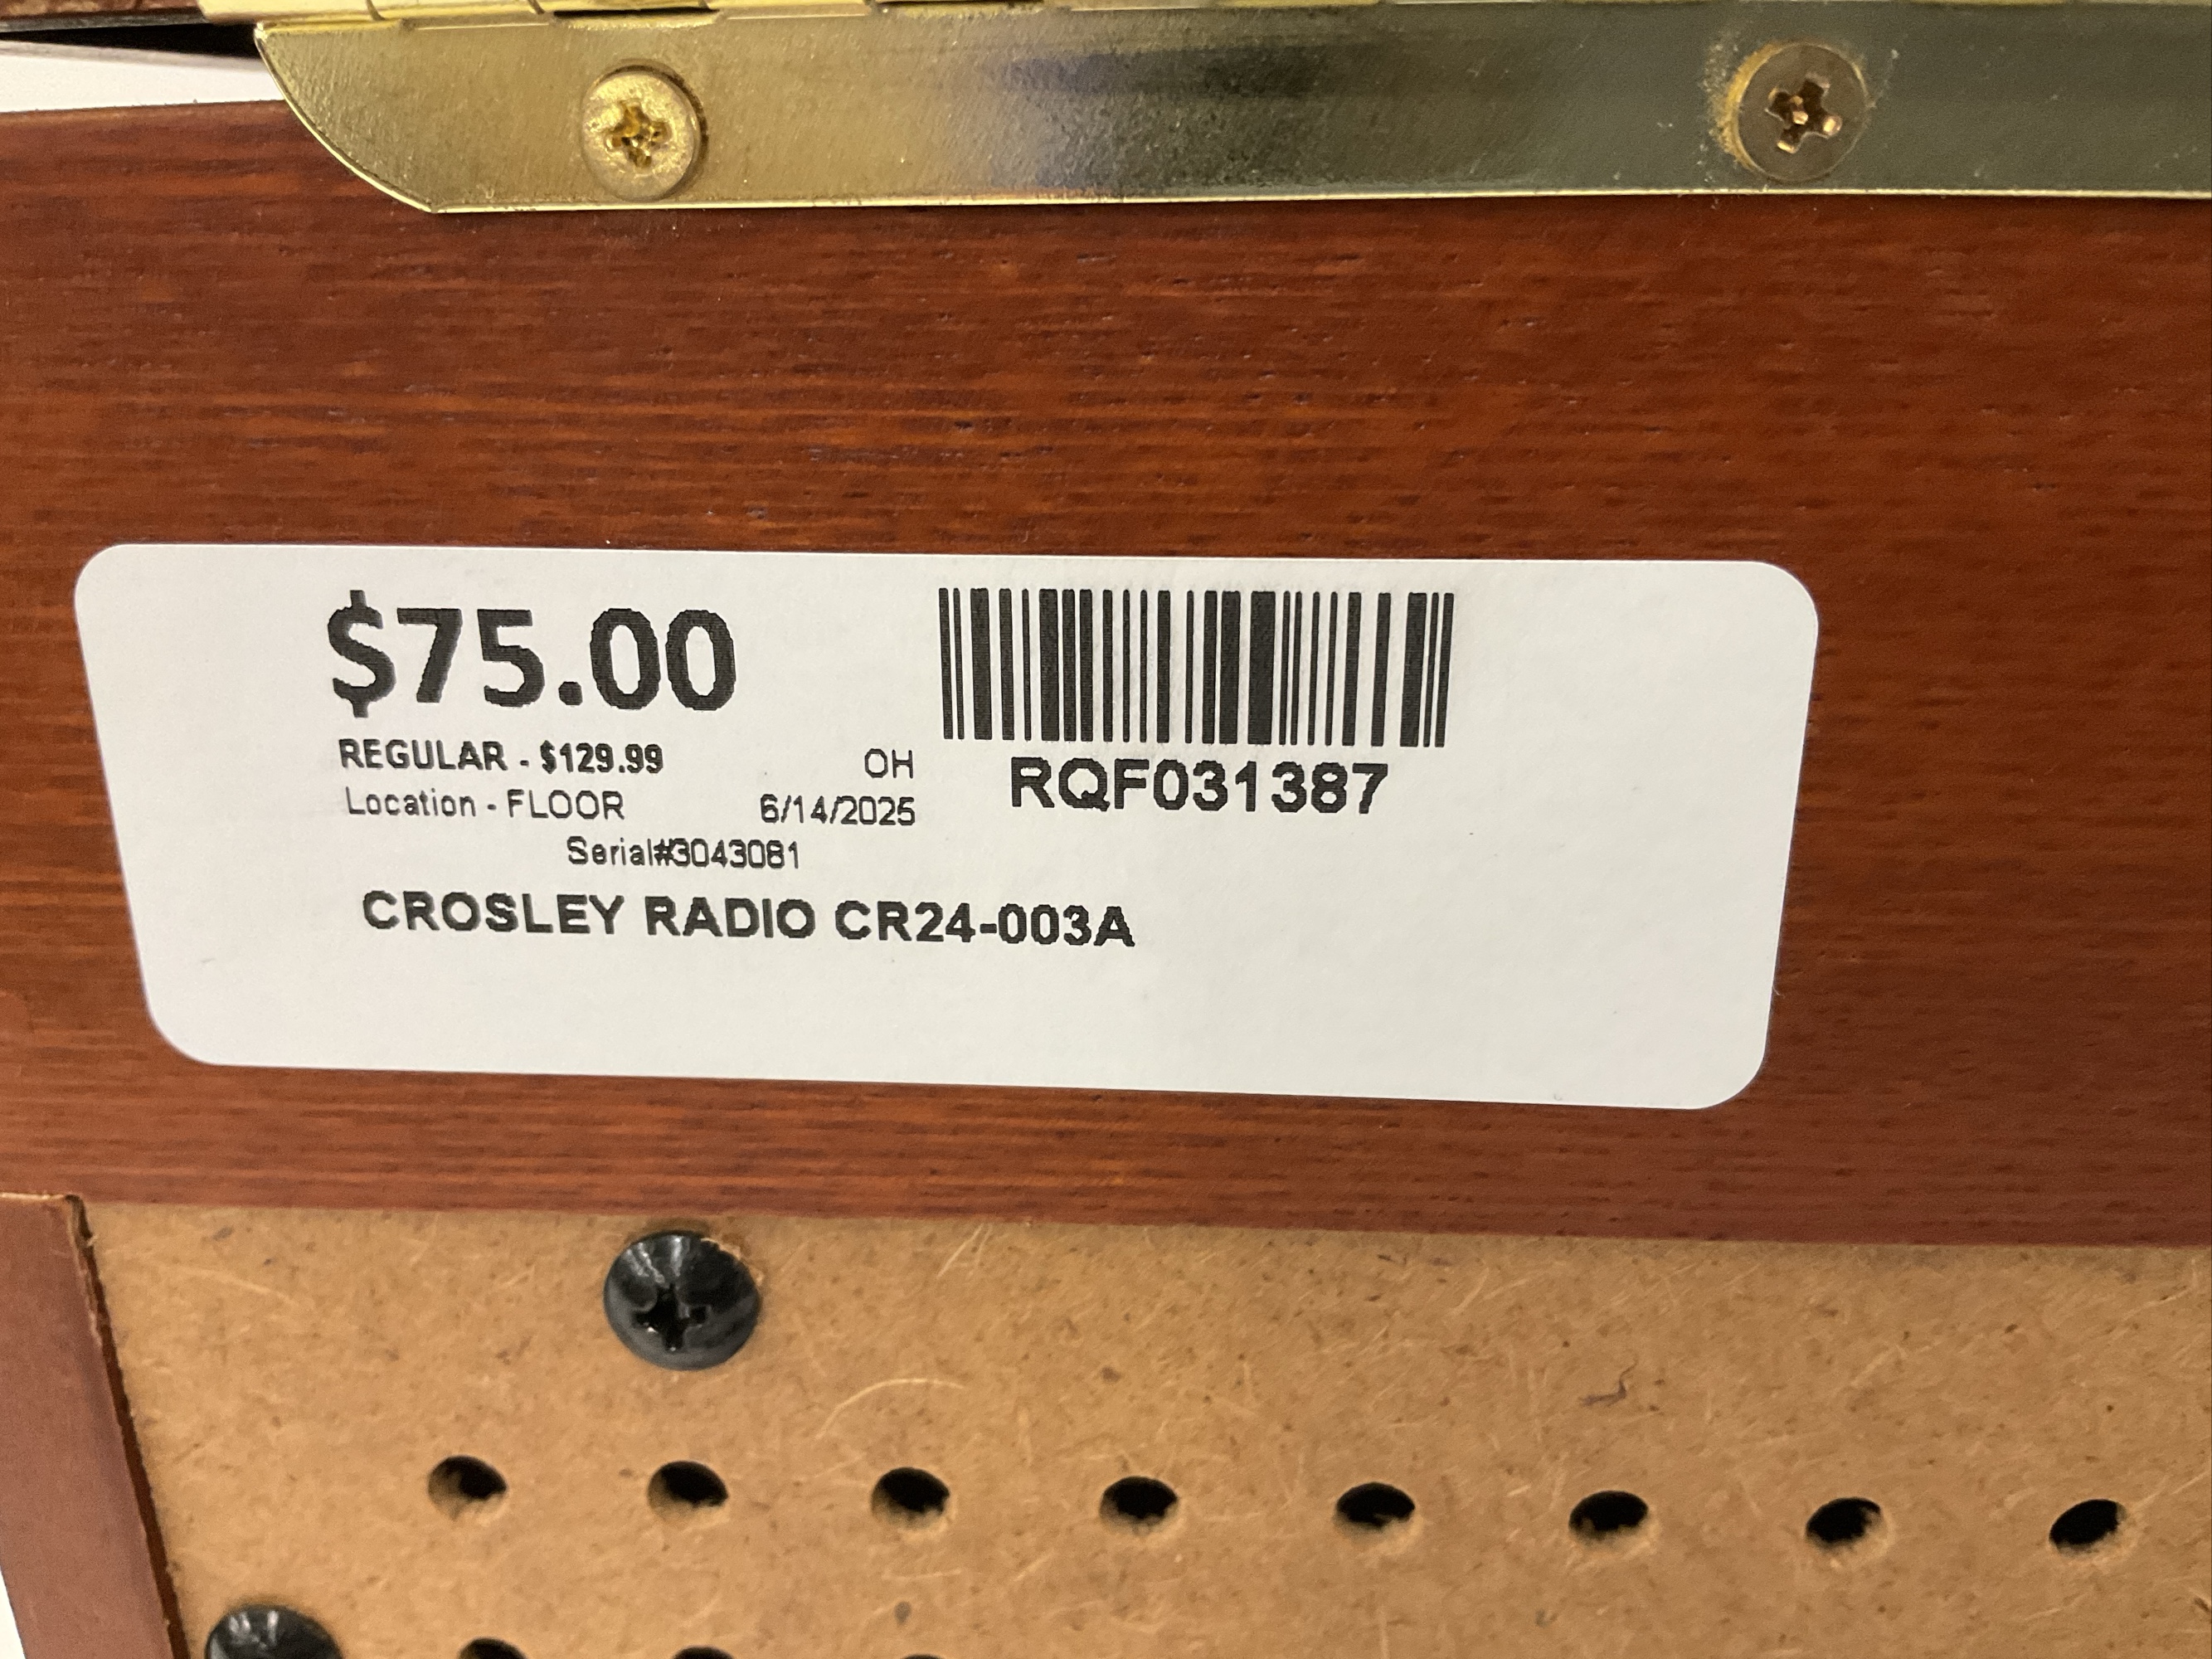 $75.00
REGULAR - $129.99 OH
Location - FLOOR 6/14/2025
Serial#3043081
RQF031387
CROSLEY RADIO CR24-003A